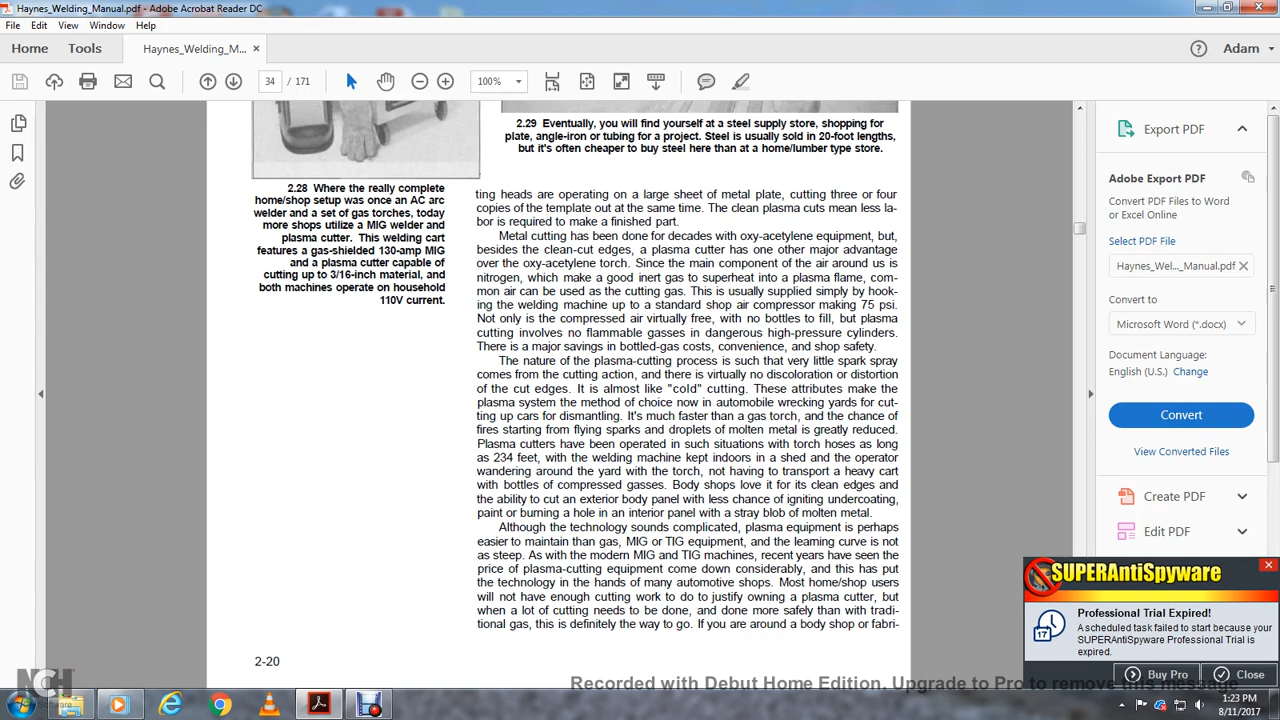 Haynes_Welding_Manual.pdf - Adobe Acrobat Reader DC
File Edit View Window Help
Home Tools Haynes_Welding_M... × Adam
34 / 171 100%
2.29 Eventually, you will find yourself at a steel supply store, shopping for
plate, angle-iron or tubing for a project. Steel is usually sold in 20-foot lengths,
but it's often cheaper to buy steel here than at a home/lumber type store.
2.28 Where the really complete
home/shop setup was once an AC arc
welder and a set of gas torches, today
more shops utilize a MIG welder and
plasma cutter. This welding cart
features a gas-shielded 130-amp MIG
and a plasma cutter capable of
cutting up to 3/16-inch material, and
both machines operate on household
110V current.
ting heads are operating on a large sheet of metal plate, cutting three or four
copies of the template out at the same time. The clean plasma cuts mean less la-
bor is required to make a finished part.
Metal cutting has been done for decades with oxy-acetylene equipment, but,
besides the clean-cut edges, a plasma cutter has one other major advantage
over the oxy-acetylene torch. Since the main component of the air around us is
nitrogen, which make a good inert gas to superheat into a plasma flame, com-
mon air can be used as the cutting gas. This is usually supplied simply by hook-
ing the welding machine up to a standard shop air compressor making 75 psi.
Not only is the compressed air virtually free, with no bottles to fill, but plasma
cutting involves no flammable gasses in dangerous high-pressure cylinders.
There is a major savings in bottled-gas costs, convenience, and shop safety.
The nature of the plasma-cutting process is such that very little spark spray
comes from the cutting action, and there is virtually no discoloration or distortion
of the cut edges. It is almost like "cold" cutting. These attributes make the
plasma system the method of choice now in automobile wrecking yards for cut-
ting up cars for dismantling. It's much faster than a gas torch, and the chance of
fires starting from flying sparks and droplets of molten metal is greatly reduced.
Plasma cutters have been operated in such situations with torch hoses as long
as 234 feet, with the welding machine kept indoors in a shed and the operator
wandering around the yard with the torch, not having to transport a heavy cart
with bottles of compressed gasses. Body shops love it for its clean edges and
the ability to cut an exterior body panel with less chance of igniting undercoating,
paint or burning a hole in an interior panel with a stray blob of molten metal.
Although the technology sounds complicated, plasma equipment is perhaps
easier to maintain than gas, MIG or TIG equipment, and the learning curve is not
as steep. As with the modern MIG and TIG machines, recent years have seen the
price of plasma-cutting equipment come down considerably, and this has put
the technology in the hands of many automotive shops. Most home/shop users
will not have enough cutting work to do to justify owning a plasma cutter, but
when a lot of cutting needs to be done, and done more safely than with tradi-
tional gas, this is definitely the way to go. If you are around a body shop or fabri-
2-20
Export PDF
Adobe Export PDF
Convert PDF Files to Word
or Excel Online
Select PDF File
Haynes_Wel..._Manual.pdf
Convert to
Microsoft Word (*.docx)
Document Language:
English (U.S.) Change
Convert
View Converted Files
Create PDF
Edit PDF
SUPERAntiSpyware
Professional Trial Expired!
A scheduled task failed to start because your
SUPERAntiSpyware Professional Trial is
expired.
17
Buy Pro Close
NCH
Software
Recorded with Debut Home Edition. Upgrade to Pro to remove this message
1:23 PM
8/11/2017